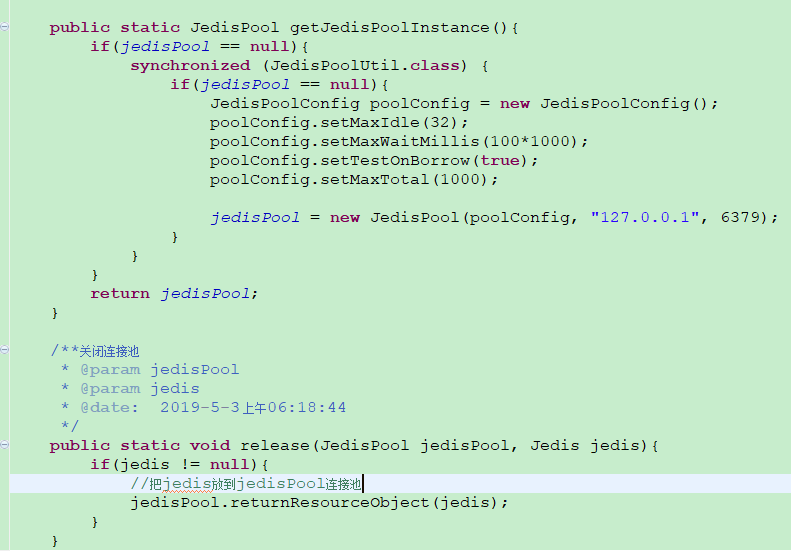 public static JedisPool getJedisPoolInstance(){
if(jedisPool == null){
synchronized (JedisPoolUtil.class) {
if(jedisPool == null){
JedisPoolConfig poolConfig = new JedisPoolConfig();
poolConfig.setMaxIdle(32);
poolConfig.setMaxWaitMillis(100*1000);
poolConfig.setTestOnBorrow(true);
poolConfig.setMaxTotal(1000);
jedisPool = new JedisPool(poolConfig, "127.0.0.1", 6379);
}
}
}
return jedisPool;
}
/**关闭连接池
* @param jedisPool
* @param jedis
* @date: 2019-5-3上午06:18:44
*/
public static void release(JedisPool jedisPool, Jedis jedis){
if(jedis != null){
//把jedis放到jedisPool连接池
jedisPool.returnResourceObject(jedis);
}
}